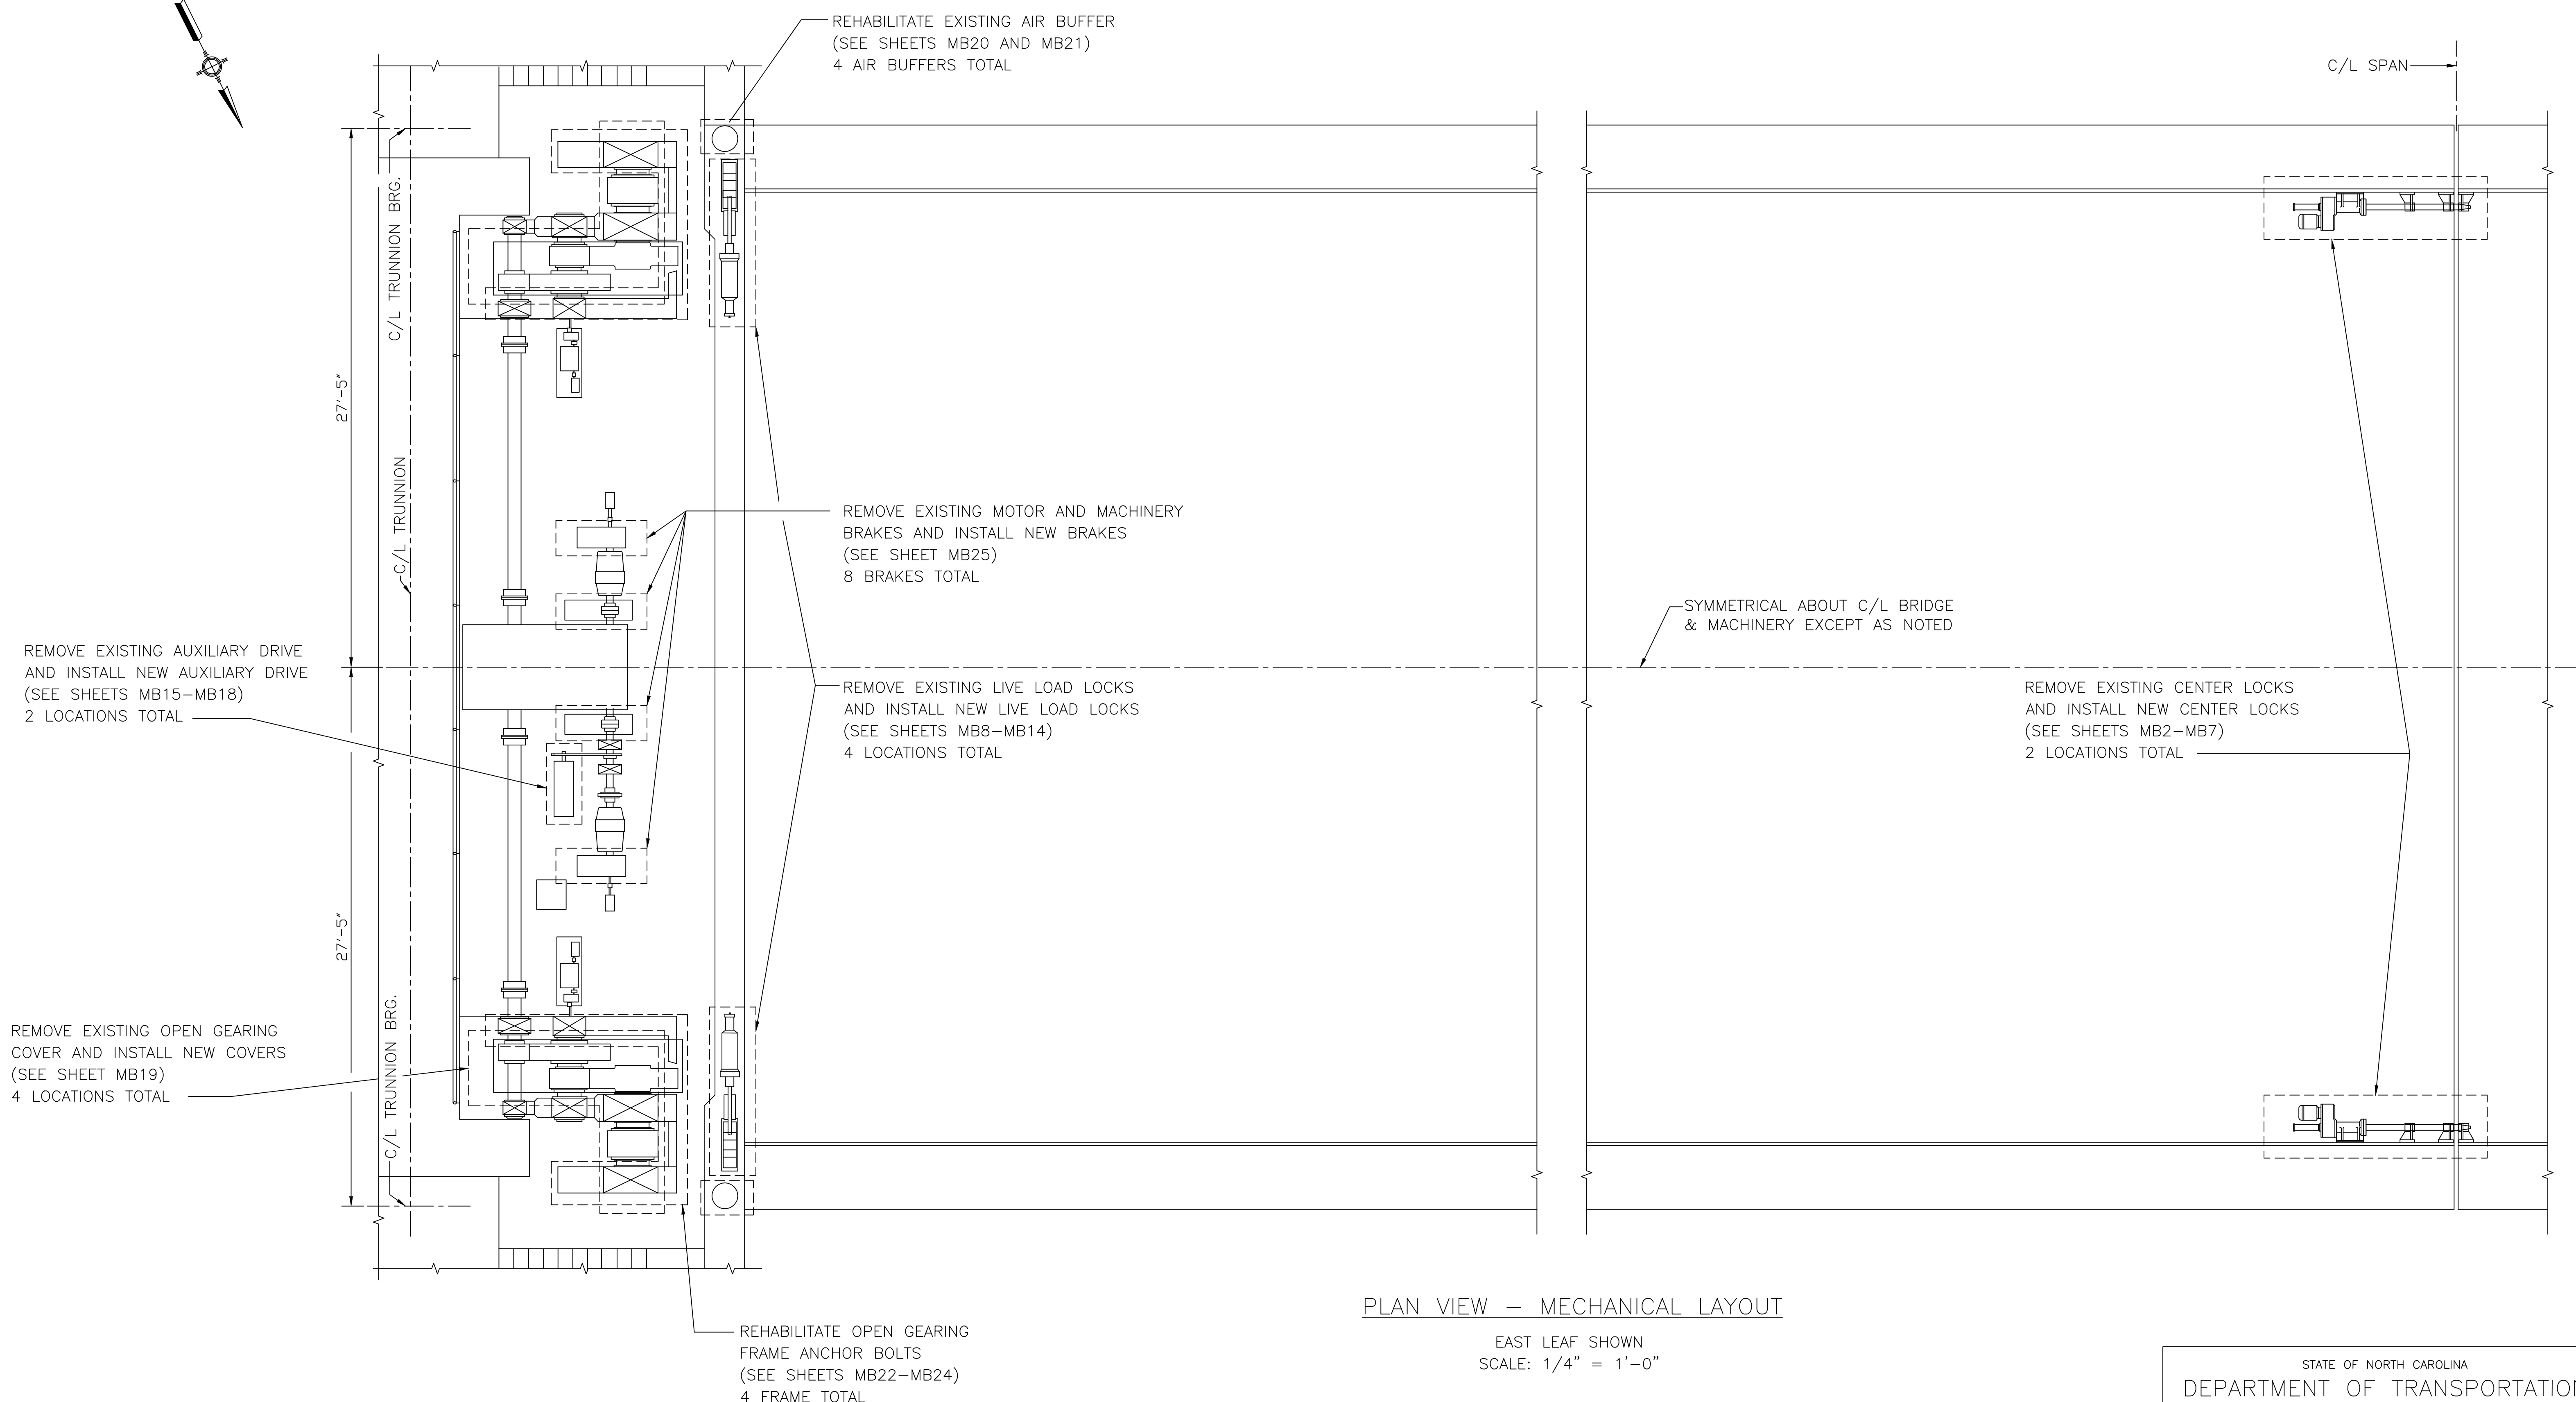 REHABILITATE EXISTING AIR BUFFER
(SEE SHEETS MB20 AND MB21)
4 AIR BUFFERS TOTAL
C/L SPAN
C/L TRUNNION BRG.
27'-5"
C/L TRUNNION
REMOVE EXISTING MOTOR AND MACHINERY
BRAKES AND INSTALL NEW BRAKES
(SEE SHEET MB25)
8 BRAKES TOTAL
SYMMETRICAL ABOUT C/L BRIDGE
& MACHINERY EXCEPT AS NOTED
REMOVE EXISTING AUXILIARY DRIVE
AND INSTALL NEW AUXILIARY DRIVE
(SEE SHEETS MB15-MB18)
2 LOCATIONS TOTAL
REMOVE EXISTING LIVE LOAD LOCKS
AND INSTALL NEW LIVE LOAD LOCKS
(SEE SHEETS MB8-MB14)
4 LOCATIONS TOTAL
REMOVE EXISTING CENTER LOCKS
AND INSTALL NEW CENTER LOCKS
(SEE SHEETS MB2-MB7)
2 LOCATIONS TOTAL
27'-5"
C/L TRUNNION BRG.
REMOVE EXISTING OPEN GEARING
COVER AND INSTALL NEW COVERS
(SEE SHEET MB19)
4 LOCATIONS TOTAL
REHABILITATE OPEN GEARING
FRAME ANCHOR BOLTS
(SEE SHEETS MB22-MB24)
4 FRAME TOTAL
PLAN VIEW - MECHANICAL LAYOUT
EAST LEAF SHOWN
SCALE: 1/4" = 1'-0"
STATE OF NORTH CAROLINA
DEPARTMENT OF TRANSPORTATION